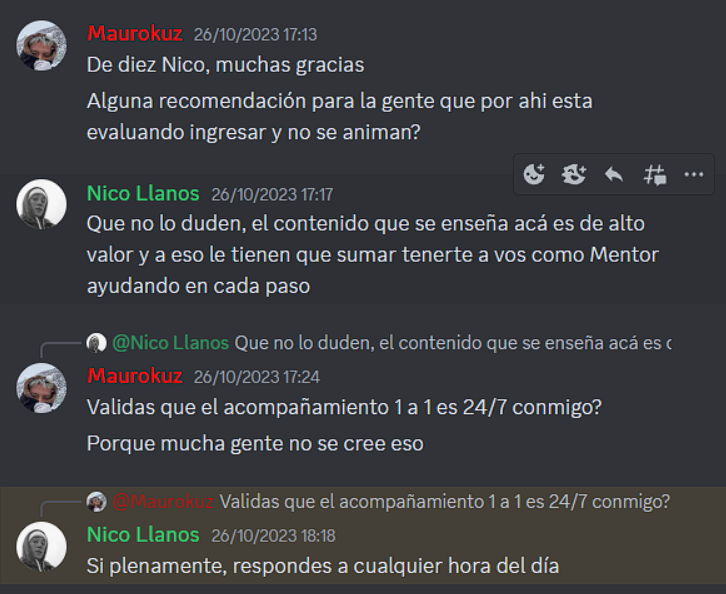 Maurokuz 26/10/2023 17:13
De diez Nico, muchas gracias
Alguna recomendación para la gente que por ahi esta
evaluando ingresar y no se animan?
Nico Llanos 26/10/2023 17:17
Que no lo duden, el contenido que se enseña acá es de alto
valor y a eso le tienen que sumar tenerte a vos como Mentor
ayudando en cada paso
@Nico Llanos Que no lo duden, el contenido que se enseña acá es
Maurokuz 26/10/2023 17:24
Validas que el acompañamiento 1 a 1 es 24/7 conmigo?
Porque mucha gente no se cree eso
@Maurokuz Validas que el acompañamiento 1 a 1 es 24/7 conmigo?
Nico Llanos 26/10/2023 18:18
Si plenamente, respondes a cualquier hora del día